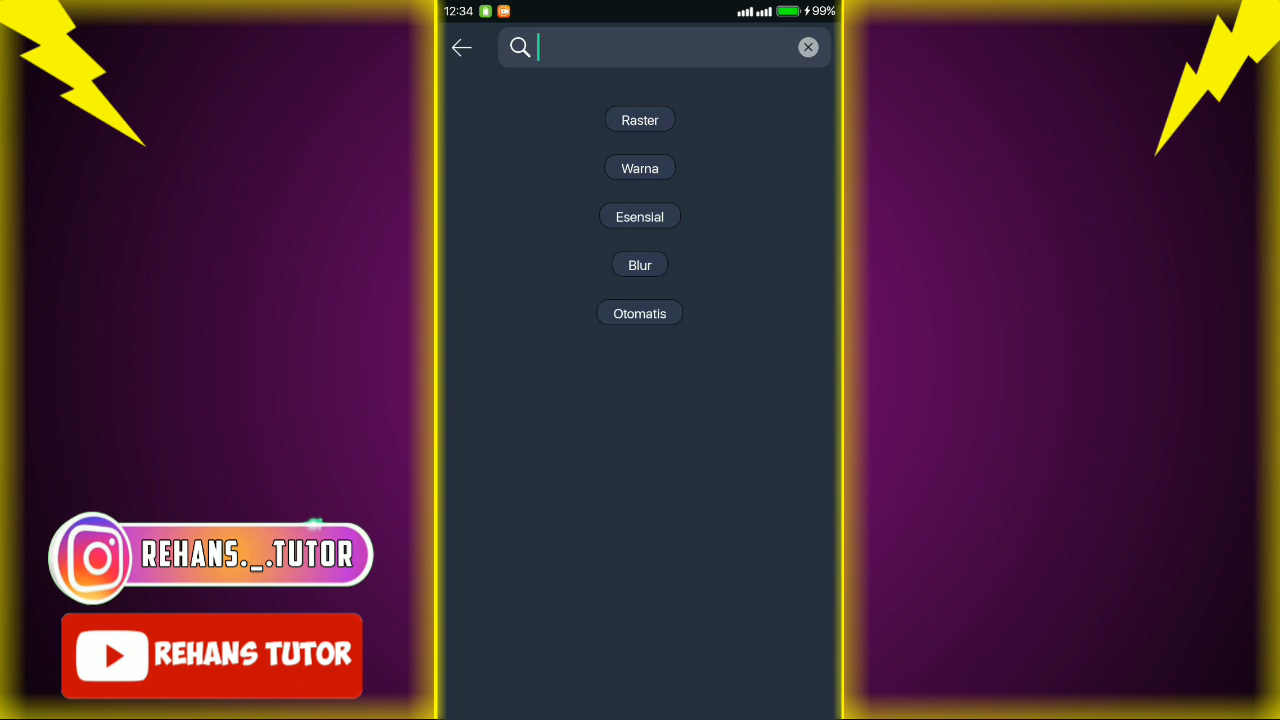 12:34
99%
Raster
Warna
Esensial
Blur
Otomatis
REHANS._.TUTOR
REHANS TUTOR